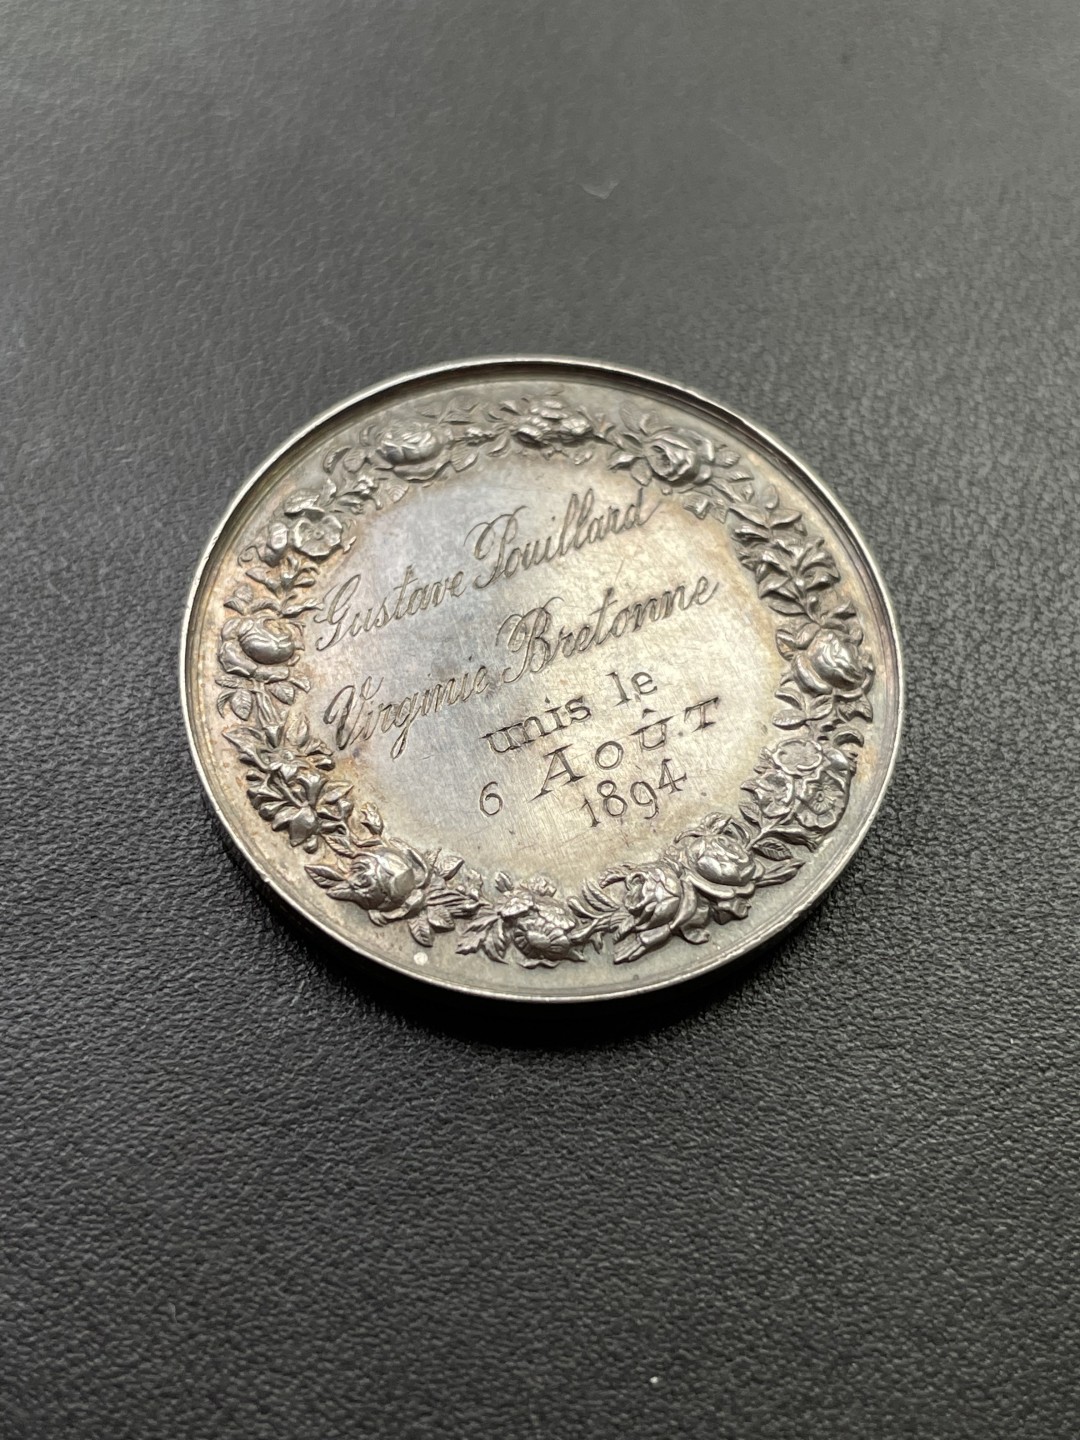 Gustave Pouillard
Virginie Bretonne
unis le
6 AOÛT
1894